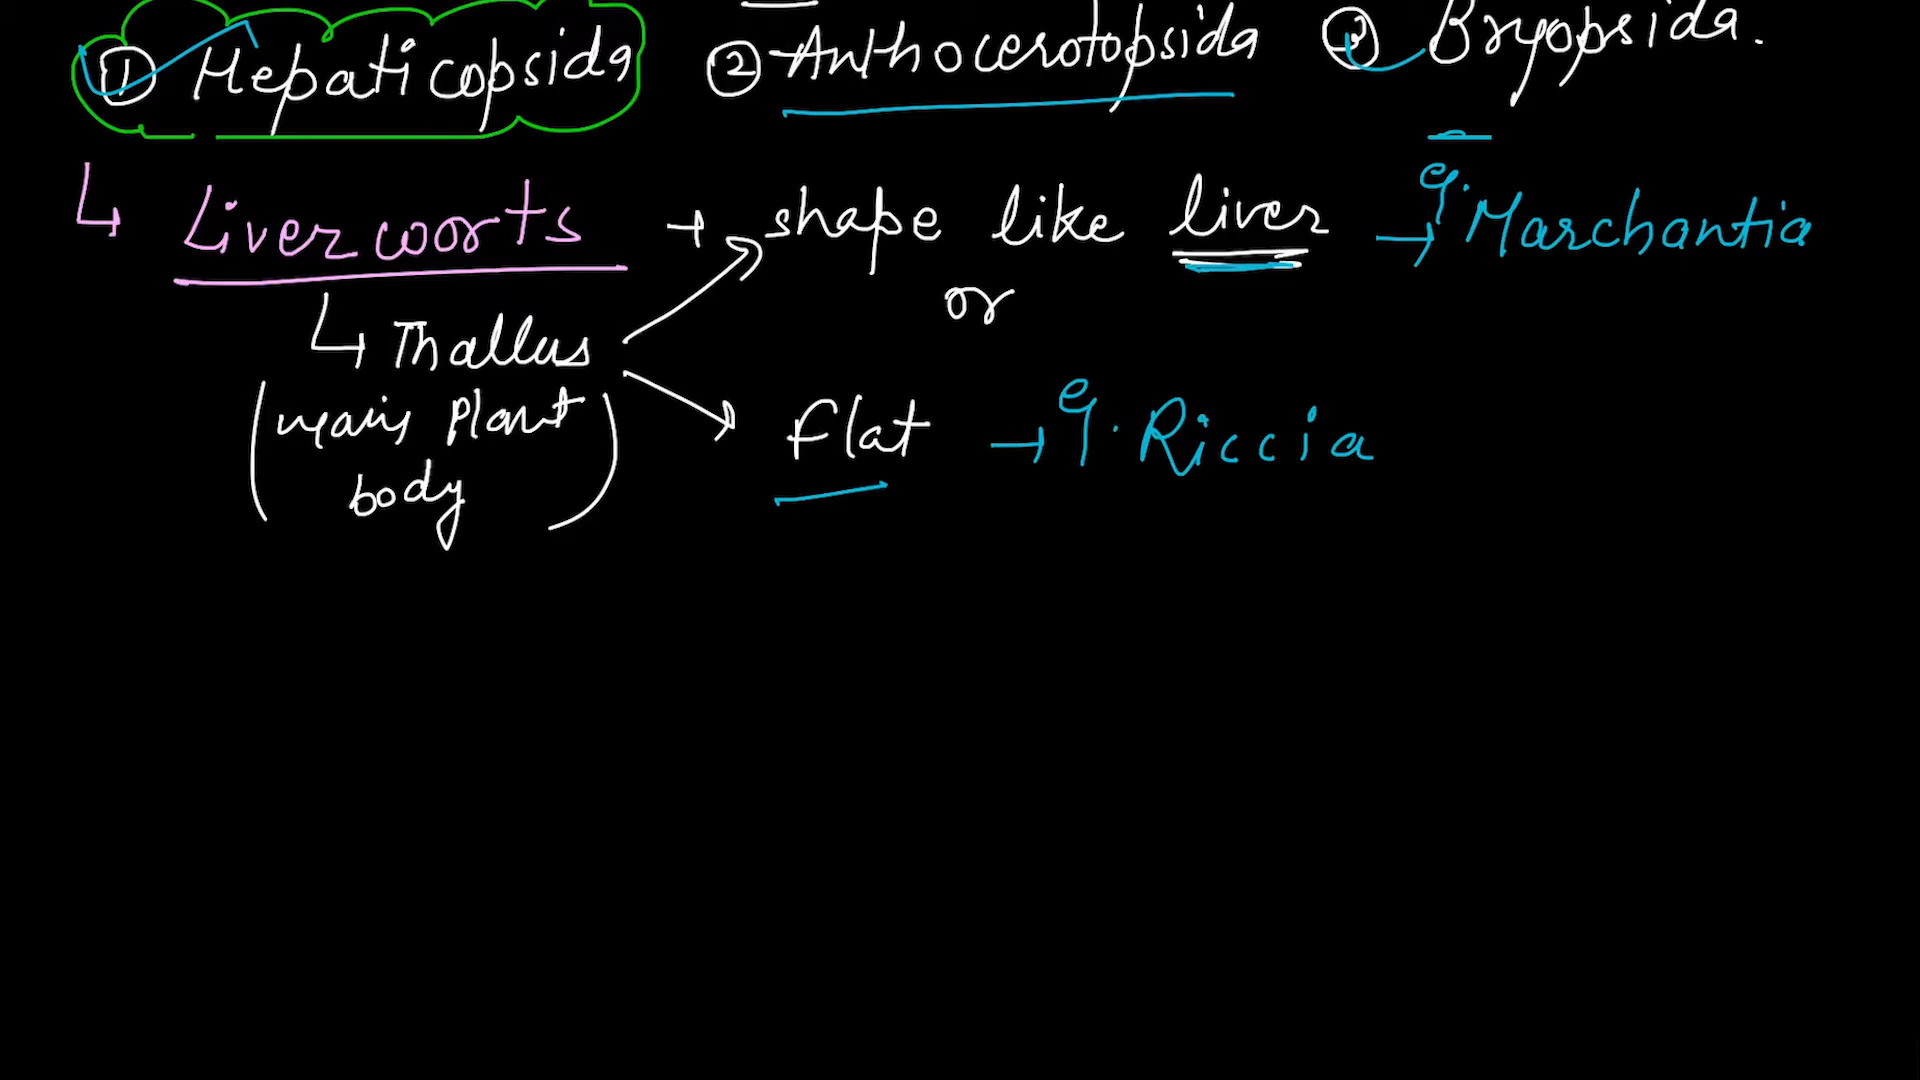 ① Hepaticopsida ② Anthocerotopsida ③ Bryopsida.
↳ Liverworts → shape like liver → eg. Marchantia
or
↳ Thallus
(main Plant body)
flat → eg. Riccia